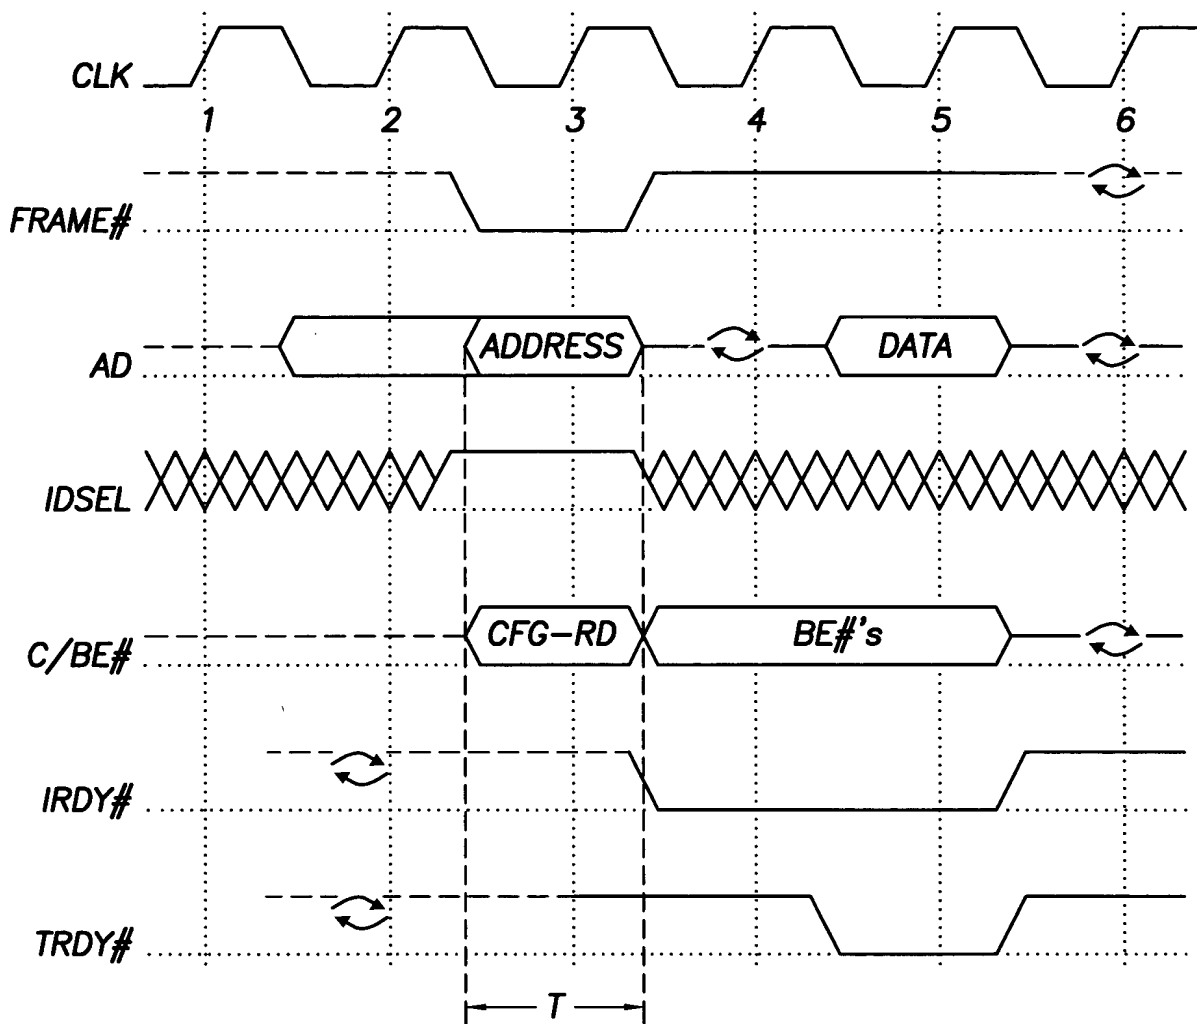 CLK
1 2 3 4 5 6
FRAME#
AD
ADDRESS
DATA
IDSEL
C/BE#
CFG-RD
BE#'s
IRDY#
TRDY#
T